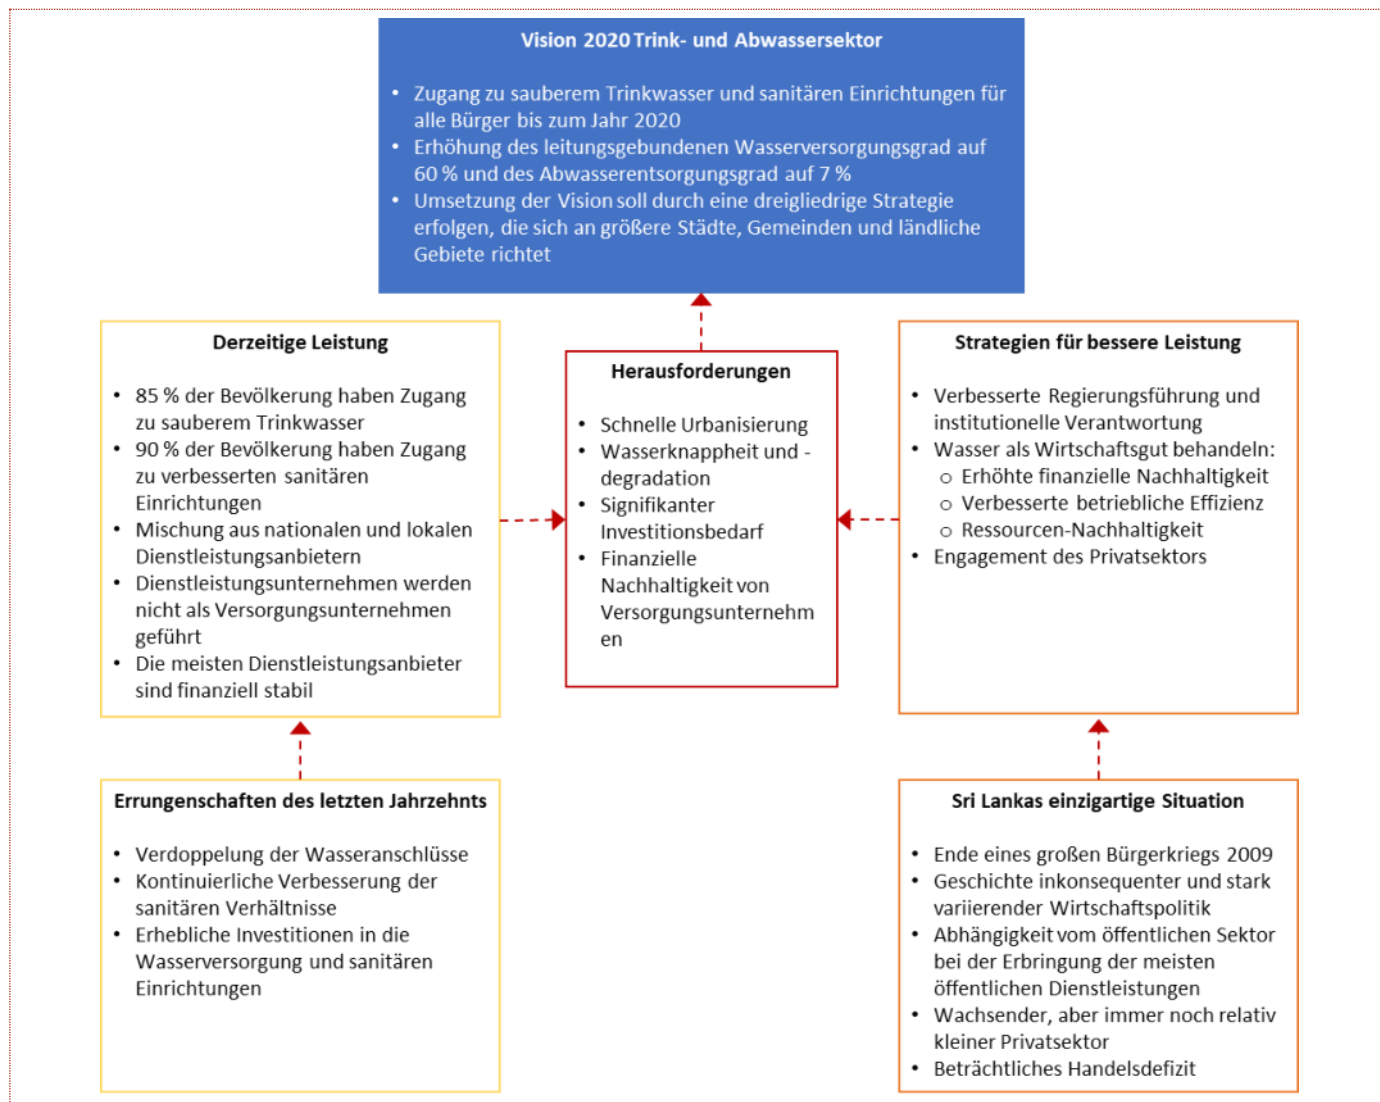 Vision 2020 Trink- und Abwassersektor
• Zugang zu sauberem Trinkwasser und sanitären Einrichtungen für
alle Bürger bis zum Jahr 2020
• Erhöhung des leitungsgebundenen Wasserversorgungsgrad auf
60 % und des Abwasserentsorgungsgrad auf 7 %
• Umsetzung der Vision soll durch eine dreigliedrige Strategie
erfolgen, die sich an größere Städte, Gemeinden und ländliche
Gebiete richtet
Derzeitige Leistung
• 85 % der Bevölkerung haben Zugang
zu sauberem Trinkwasser
• 90 % der Bevölkerung haben Zugang
zu verbesserten sanitären
Einrichtungen
• Mischung aus nationalen und lokalen
Dienstleistungsanbietern
• Dienstleistungsunternehmen werden
nicht als Versorgungsunternehmen
geführt
• Die meisten Dienstleistungsanbieter
sind finanziell stabil
Herausforderungen
• Schnelle Urbanisierung
• Wasserknappheit und -
degradation
• Signifikanter
Investitionsbedarf
• Finanzielle
Nachhaltigkeit von
Versorgungsunternehm
en
Strategien für bessere Leistung
• Verbesserte Regierungsführung und
institutionelle Verantwortung
• Wasser als Wirtschaftsgut behandeln:
o Erhöhte finanzielle Nachhaltigkeit
o Verbesserte betriebliche Effizienz
o Ressourcen-Nachhaltigkeit
• Engagement des Privatsektors
Errungenschaften des letzten Jahrzehnts
• Verdoppelung der Wasseranschlüsse
• Kontinuierliche Verbesserung der
sanitären Verhältnisse
• Erhebliche Investitionen in die
Wasserversorgung und sanitären
Einrichtungen
Sri Lankas einzigartige Situation
• Ende eines großen Bürgerkriegs 2009
• Geschichte inkonsequenter und stark
variierender Wirtschaftspolitik
• Abhängigkeit vom öffentlichen Sektor
bei der Erbringung der meisten
öffentlichen Dienstleistungen
• Wachsender, aber immer noch relativ
kleiner Privatsektor
• Beträchtliches Handelsdefizit